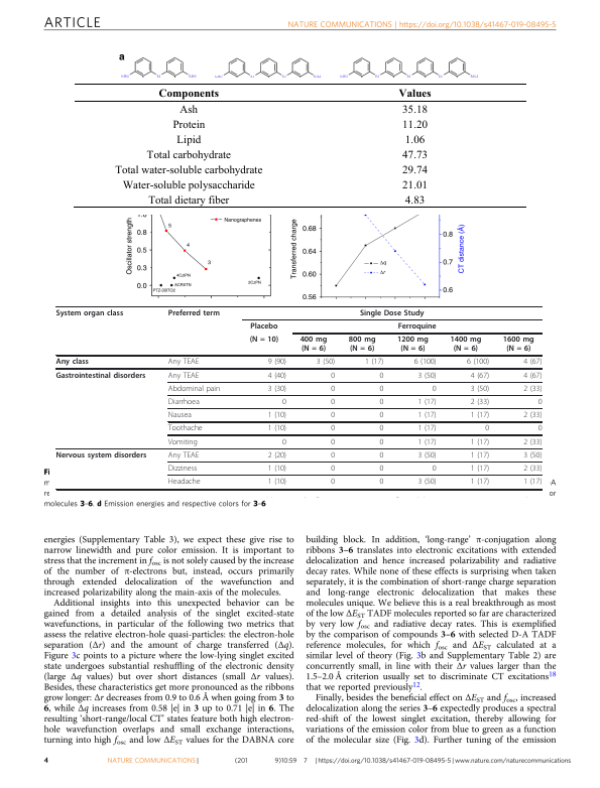 ARTICLE
NATURE COMMUNICATIONS | https://doi.org/10.1038/s41467-019-08495-5
a
Components Values
Ash 35.18
Protein 11.20
Lipid 1.06
Total carbohydrate 47.73
Total water-soluble carbohydrate 29.74
Water-soluble polysaccharide 21.01
Total dietary fiber 4.83
Oscillator strength
0.8
0.5
0.3
0.0
5
4
3
Nanographenes
Transferred charge
0.68
0.64
0.60
0.56
0.8
0.7
0.6
CT distance (Å)
System organ class Preferred term Single Dose Study
Placebo Ferroquine
(N = 10) 400 mg 800 mg 1200 mg 1400 mg 1600 mg
(N = 6) (N = 6) (N = 6) (N = 6) (N = 6)
Any class Any TEAE 9 (90) 3 (50) 1 (17) 6 (100) 6 (100) 4 (67)
Gastrointestinal disorders Any TEAE 4 (40) 0 0 3 (50) 4 (67) 4 (67)
Abdominal pain 3 (30) 0 0 0 3 (50) 2 (33)
Diarrhoea 0 0 0 1 (17) 2 (33) 0
Nausea 1 (10) 0 0 1 (17) 1 (17) 2 (33)
Toothache 1 (10) 0 0 1 (17) 0 0
Vomiting 0 0 0 1 (17) 1 (17) 2 (33)
Nervous system disorders Any TEAE 2 (20) 0 0 3 (50) 1 (17) 3 (50)
Dizziness 1 (10) 0 0 0 1 (17) 2 (33)
Headache 1 (10) 0 0 3 (50) 1 (17) 1 (17)
molecules 3–6. d Emission energies and respective colors for 3–6
energies (Supplementary Table 3), we expect these give rise to
narrow linewidth and pure color emission. It is important to
stress that the increment in fosc is not solely caused by the increase
of the number of π-electrons but, instead, occurs primarily
through extended delocalization of the wavefunction and
increased polarizability along the main-axis of the molecules.
Additional insights into this unexpected behavior can be
gained from a detailed analysis of the singlet excited-state
wavefunctions, in particular of the following two metrics that
assess the relative electron-hole quasi-particles: the electron-hole
separation (Δr) and the amount of charge transferred (Δq).
Figure 3c points to a picture where the low-lying singlet excited
state undergoes substantial reshuffling of the electronic density
(large Δq values) but over short distances (small Δr values).
Besides, these characteristics get more pronounced as the ribbons
grow longer: Δr decreases from 0.9 to 0.6 Å when going from 3 to
6, while Δq increases from 0.58 |e| in 3 up to 0.71 |e| in 6. The
resulting 'short-range/local CT' states feature both high electron-
hole wavefunction overlaps and small exchange interactions,
turning into high fosc and low ΔEST values for the DABNA core
building block. In addition, 'long-range' π-conjugation along
ribbons 3–6 translates into electronic excitations with extended
delocalization and hence increased polarizability and radiative
decay rates. While none of these effects is surprising when taken
separately, it is the combination of short-range charge separation
and long-range electronic delocalization that makes these
molecules unique. We believe this is a real breakthrough as most
of the low ΔEST TADF molecules reported so far are characterized
by very low fosc and radiative decay rates. This is exemplified
by the comparison of compounds 3–6 with selected D-A TADF
reference molecules, for which fosc and ΔEST calculated at a
similar level of theory (Fig. 3b and Supplementary Table 2) are
concurrently small, in line with their Δr values larger than the
1.5–2.0 Å criterion usually set to discriminate CT excitations18
that we reported previously12.
Finally, besides the beneficial effect on ΔEST and fosc, increased
delocalization along the series 3–6 expectedly produces a spectral
red-shift of the lowest singlet excitation, thereby allowing for
variations of the emission color from blue to green as a function
of the molecular size (Fig. 3d). Further tuning of the emission
4 NATURE COMMUNICATIONS | (201 9)10:59 7 | https://doi.org/10.1038/s41467-019-08495-5 | www.nature.com/naturecommunications